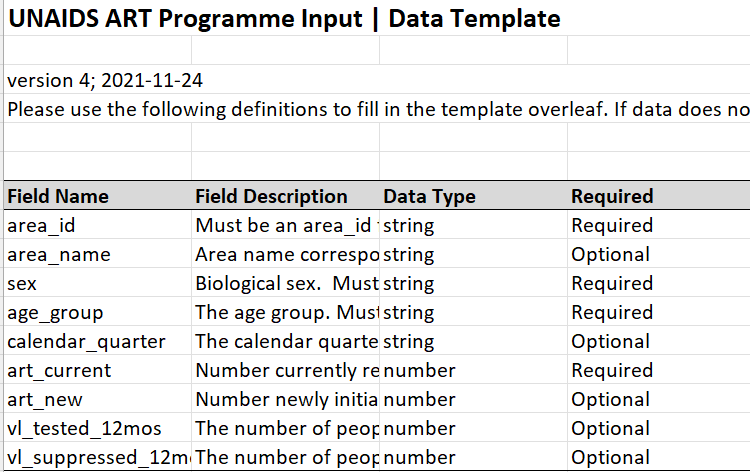 UNAIDS ART Programme Input | Data Template
version 4; 2021-11-24
Please use the following definitions to fill in the template overleaf. If data does no
Field Name Field Description Data Type Required
area_id Must be an area_id string Required
area_name Area name correspo string Optional
sex Biological sex. Must string Required
age_group The age group. Must string Required
calendar_quarter The calendar quarte string Optional
art_current Number currently re number Required
art_new Number newly initia number Optional
vl_tested_12mos The number of peop number Optional
vl_suppressed_12m The number of peop number Optional